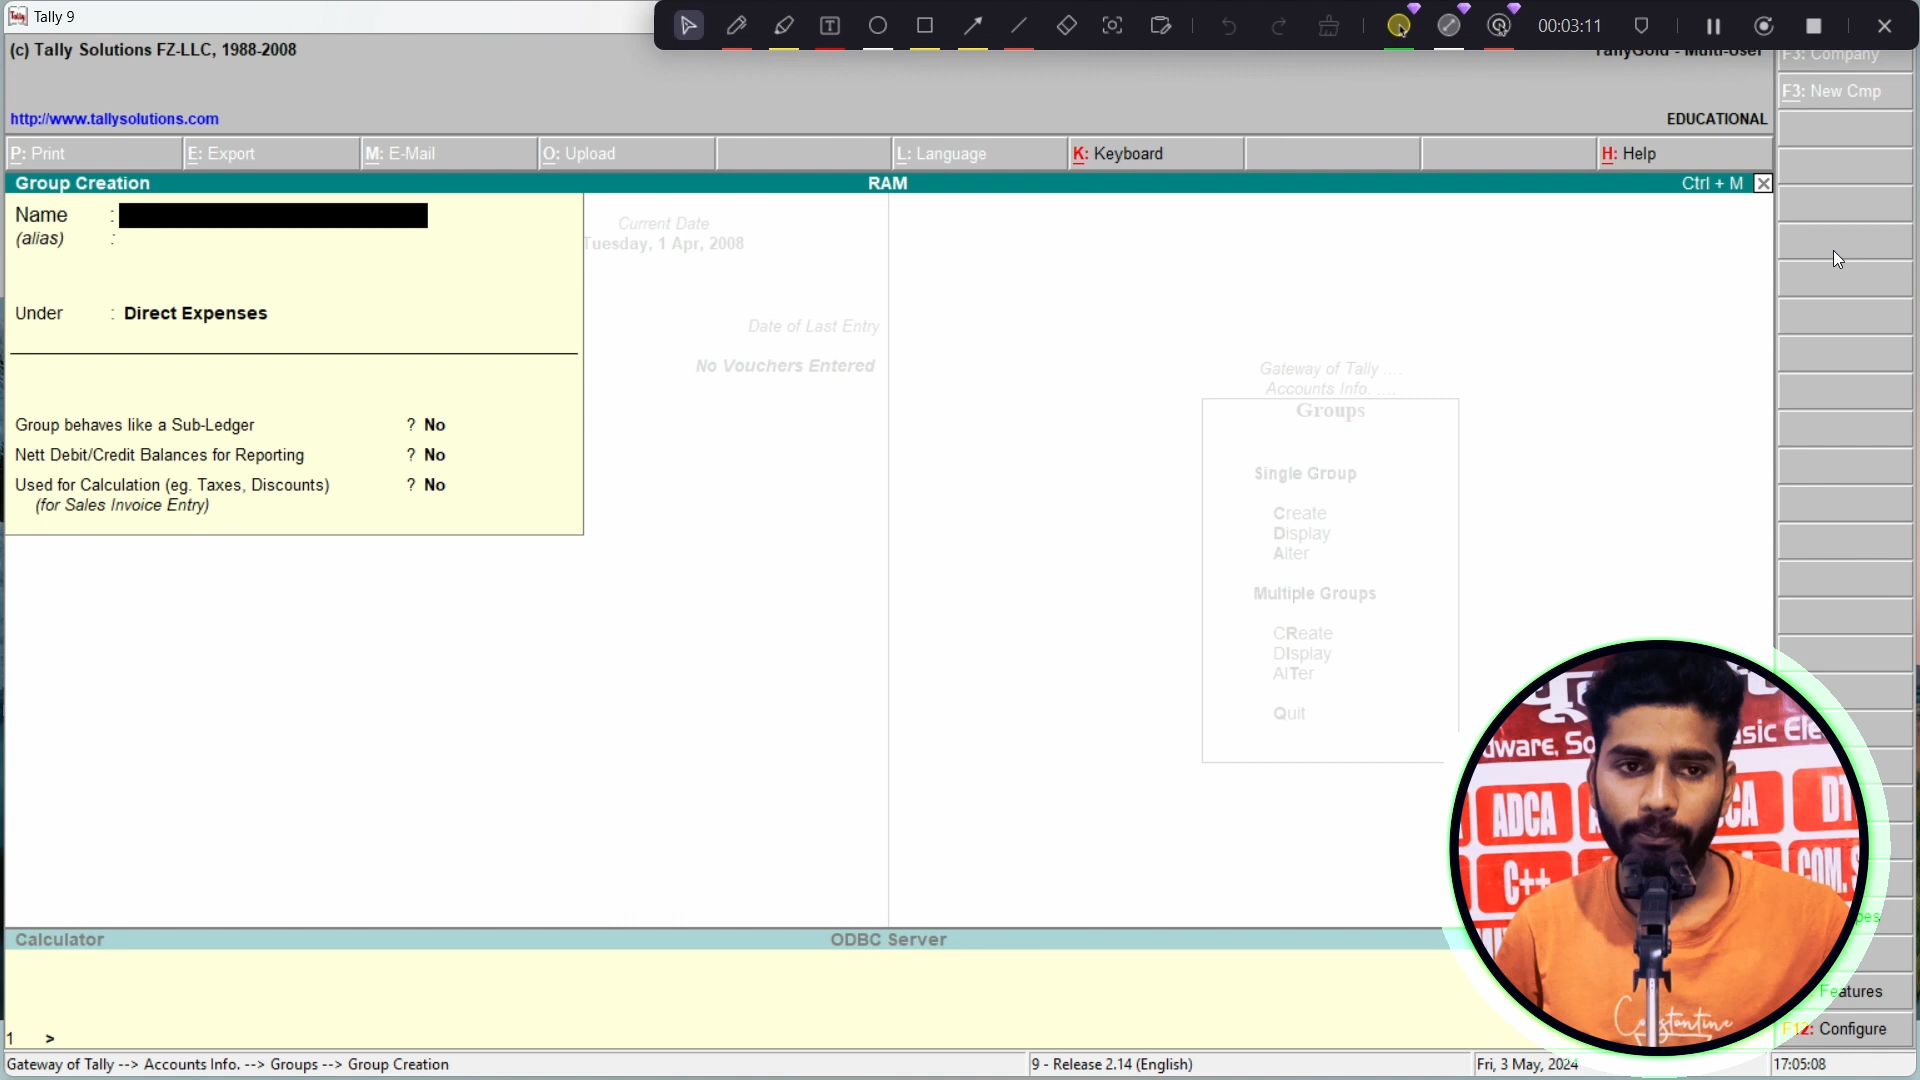 Tally 9
00:03:11
(c) Tally Solutions FZ-LLC, 1988-2008
TallyGold - Multi-User
F3: Company
F3: New Cmp
http://www.tallysolutions.com
EDUCATIONAL
P: Print
E: Export
M: E-Mail
O: Upload
L: Language
K: Keyboard
H: Help
Group Creation
RAM
Ctrl + M
Name :
(alias) :
Current Date
Tuesday, 1 Apr, 2008
Under : Direct Expenses
Date of Last Entry
No Vouchers Entered
Gateway of Tally ....
Accounts Info. ....
Groups
Group behaves like a Sub-Ledger ? No
Nett Debit/Credit Balances for Reporting ? No
Used for Calculation (eg. Taxes, Discounts) ? No
(for Sales Invoice Entry)
Single Group
Create
Display
Alter
Multiple Groups
CReate
DIsplay
AlTer
Quit
ADCA
C++
DT
COM.
Calculator
ODBC Server
Features
F12: Configure
1 >
Gateway of Tally --> Accounts Info. --> Groups --> Group Creation
9 - Release 2.14 (English)
Fri, 3 May, 2024
17:05:08